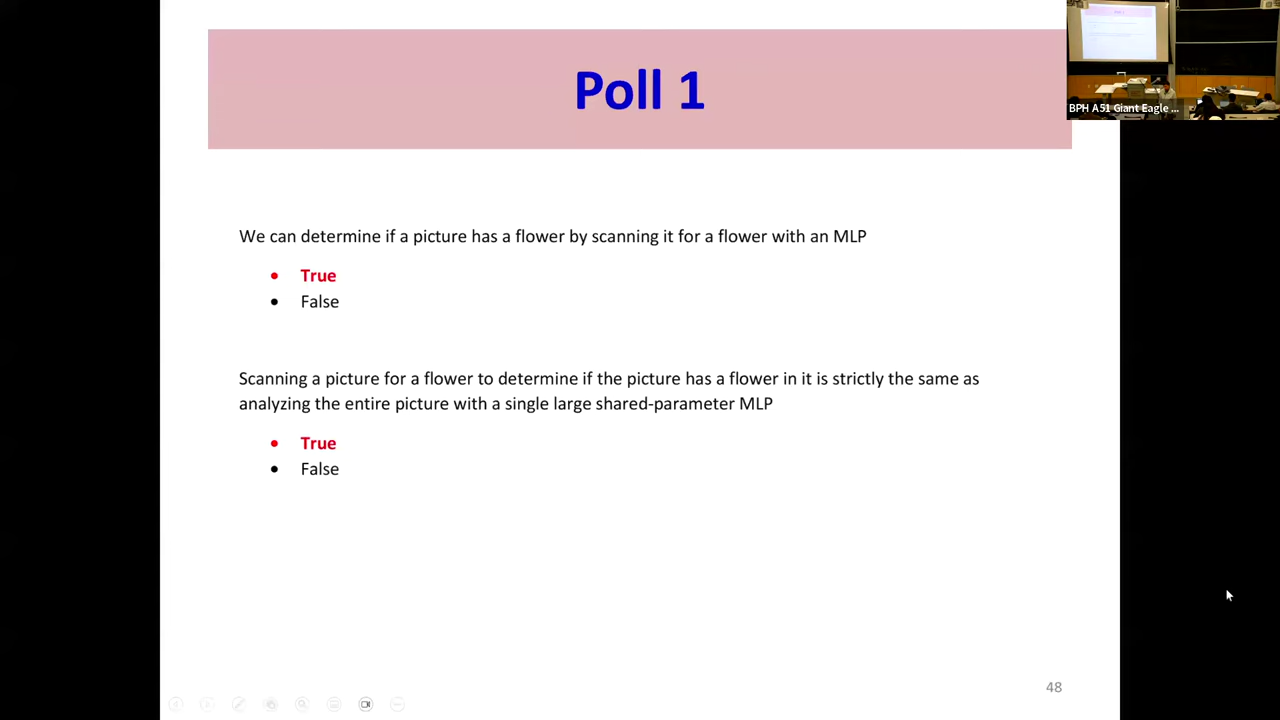 Poll 1
BPH A51 Giant Eagle ...
We can determine if a picture has a flower by scanning it for a flower with an MLP
• True
• False
Scanning a picture for a flower to determine if the picture has a flower in it is strictly the same as
analyzing the entire picture with a single large shared-parameter MLP
• True
• False
48